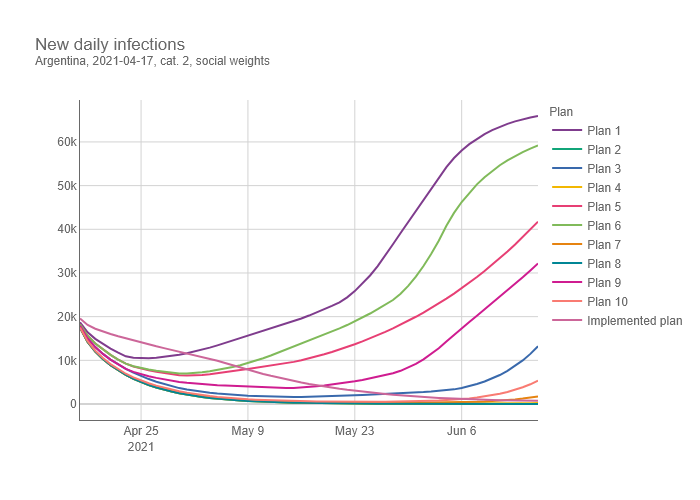 New daily infections
Argentina, 2021-04-17, cat. 2, social weights
Plan
Plan 1
Plan 2
Plan 3
Plan 4
Plan 5
Plan 6
Plan 7
Plan 8
Plan 9
Plan 10
Implemented plan
60k
50k
40k
30k
20k
10k
0
Apr 25 May 9 May 23 Jun 6
2021